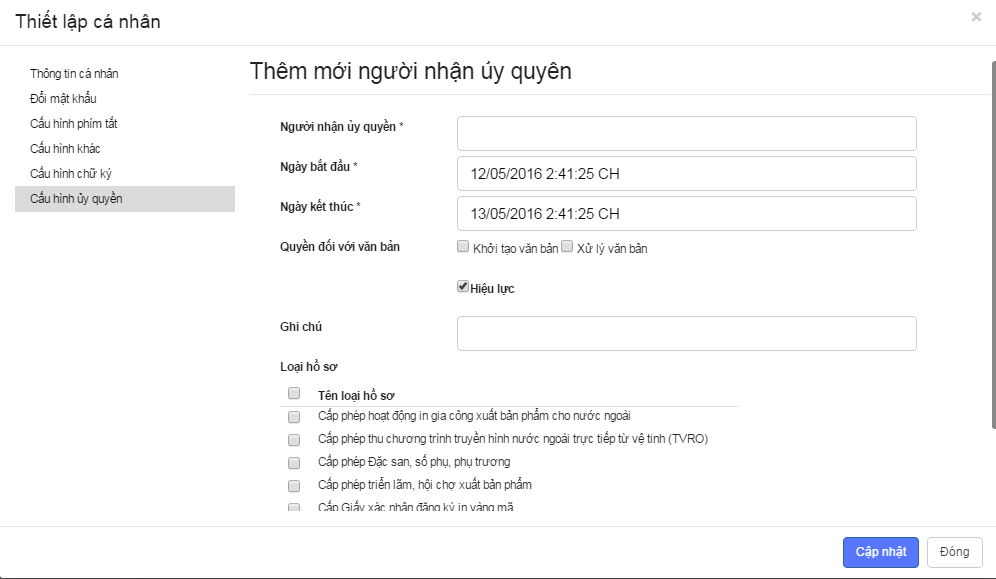 Thiết lập cá nhân
×
Thông tin cá nhân
Đổi mật khẩu
Cấu hình phím tắt
Cấu hình khác
Cấu hình chữ ký
Cấu hình ủy quyền
Thêm mới người nhận ủy quyên
Người nhận ủy quyền *
Ngày bắt đầu * 12/05/2016 2:41:25 CH
Ngày kết thúc * 13/05/2016 2:41:25 CH
Quyền đối với văn bản Khởi tạo văn bản Xử lý văn bản
Hiệu lực
Ghi chú
Loại hồ sơ
Tên loại hồ sơ
Cấp phép hoạt động in gia công xuất bản phẩm cho nước ngoài
Cấp phép thu chương trình truyền hình nước ngoài trực tiếp từ vệ tinh (TVRO)
Cấp phép Đặc san, số phụ, phụ trương
Cấp phép triển lãm, hội chợ xuất bản phẩm
Cấp Giấy xác nhận đăng ký in vàng mã
Cập nhật Đóng